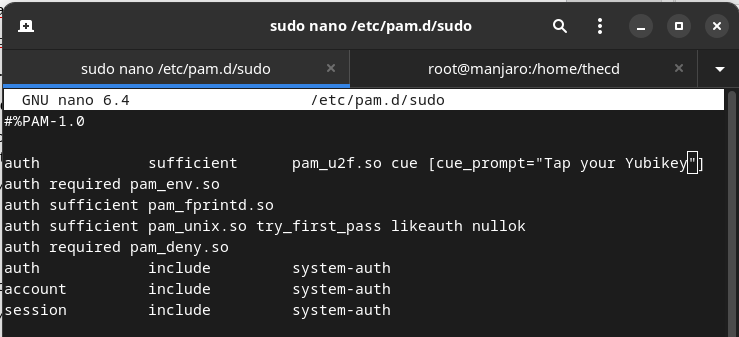 sudo nano /etc/pam.d/sudo
sudo nano /etc/pam.d/sudo × root@manjaro:/home/thecd ×
GNU nano 6.4 /etc/pam.d/sudo
#%PAM-1.0
auth sufficient pam_u2f.so cue [cue_prompt="Tap your Yubikey"]
auth required pam_env.so
auth sufficient pam_fprintd.so
auth sufficient pam_unix.so try_first_pass likeauth nullok
auth required pam_deny.so
auth include system-auth
account include system-auth
session include system-auth